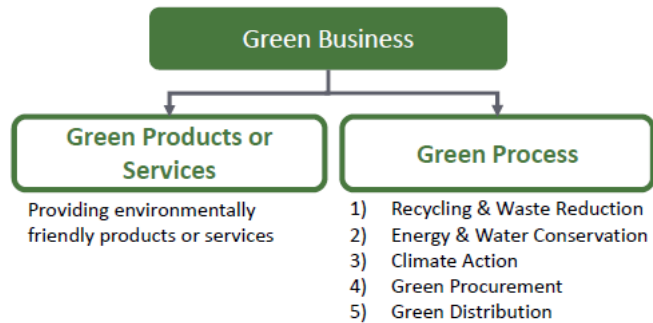 Green Business
Green Products or
Services
Providing environmentally
friendly products or services
Green Process
1) Recycling & Waste Reduction
2) Energy & Water Conservation
3) Climate Action
4) Green Procurement
5) Green Distribution